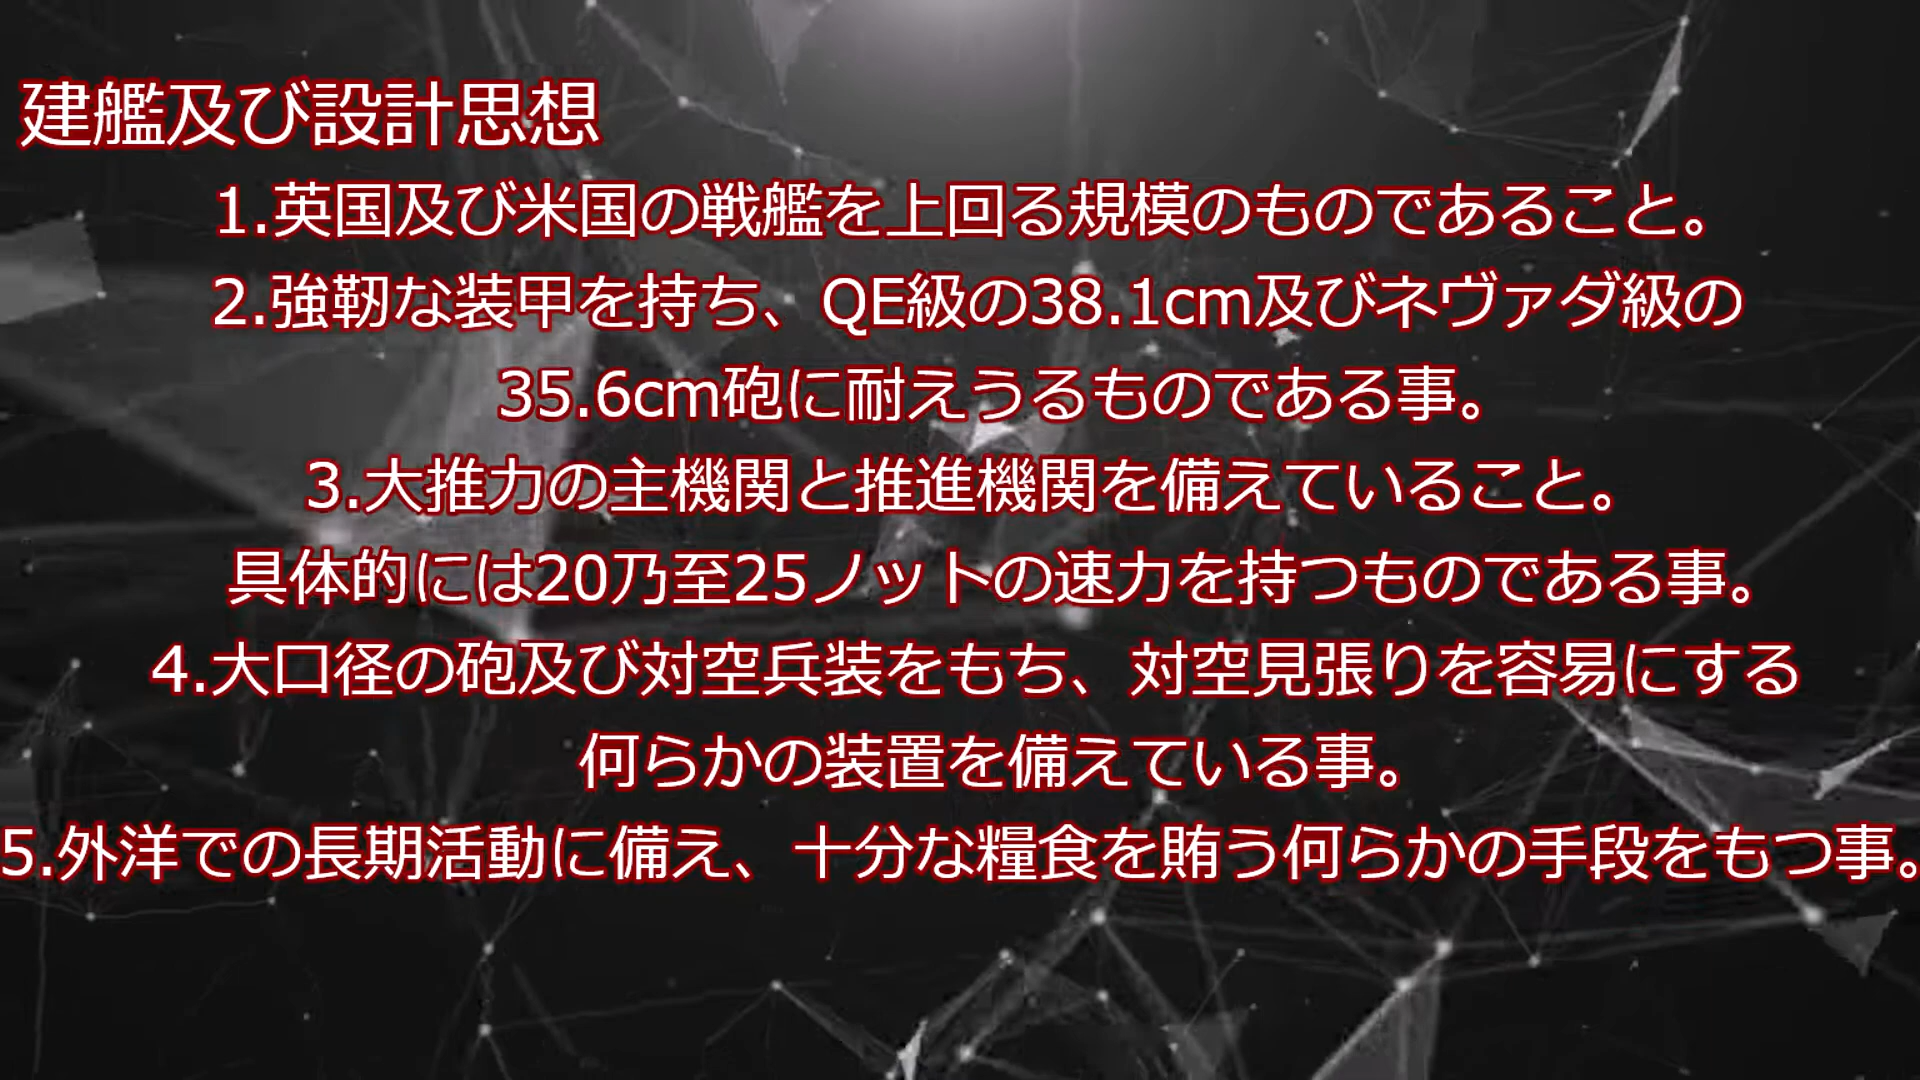 建艦及び設計思想
1.英国及び米国の戦艦を上回る規模のものであること。
2.強靭な装甲を持ち、QE級の38.1cm及びネヴァダ級の
35.6cm砲に耐えうるものである事。
3.大推力の主機関と推進機関を備えていること。
具体的には20乃至25ノットの速力を持つものである事。
4.大口径の砲及び対空兵装をもち、対空見張りを容易にする
何らかの装置を備えている事。
5.外洋での長期活動に備え、十分な糧食を賄う何らかの手段をもつ事。